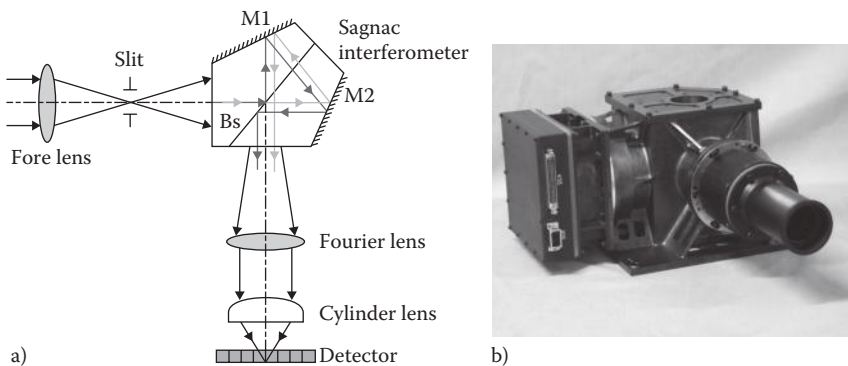 M1
Sagnac
interferometer
Slit
M2
Bs
Fore lens
Fourier lens
Cylinder lens
Detector
a)
b)